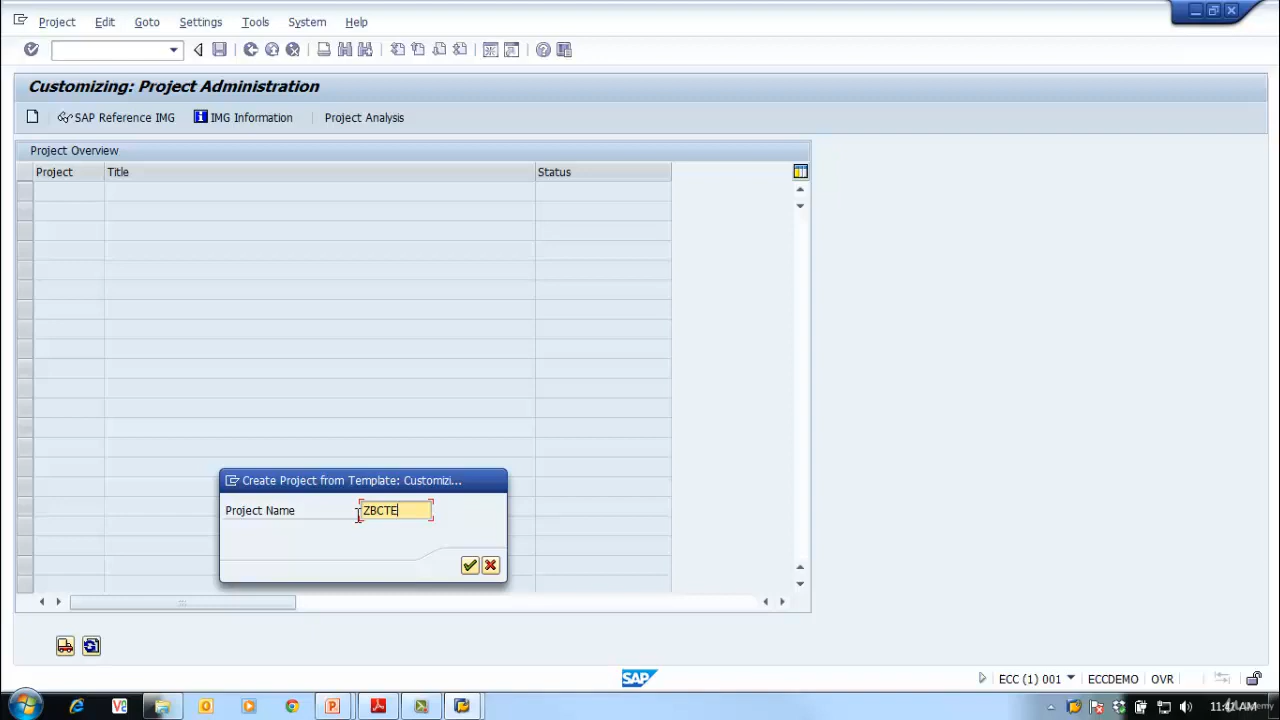 Project Edit Goto Settings Tools System Help
Customizing: Project Administration
SAP Reference IMG IMG Information Project Analysis
Project Overview
Project Title Status
Create Project from Template: Customizi...
Project Name ZBCTE
SAP
ECC (1) 001 ECCDEMO OVR